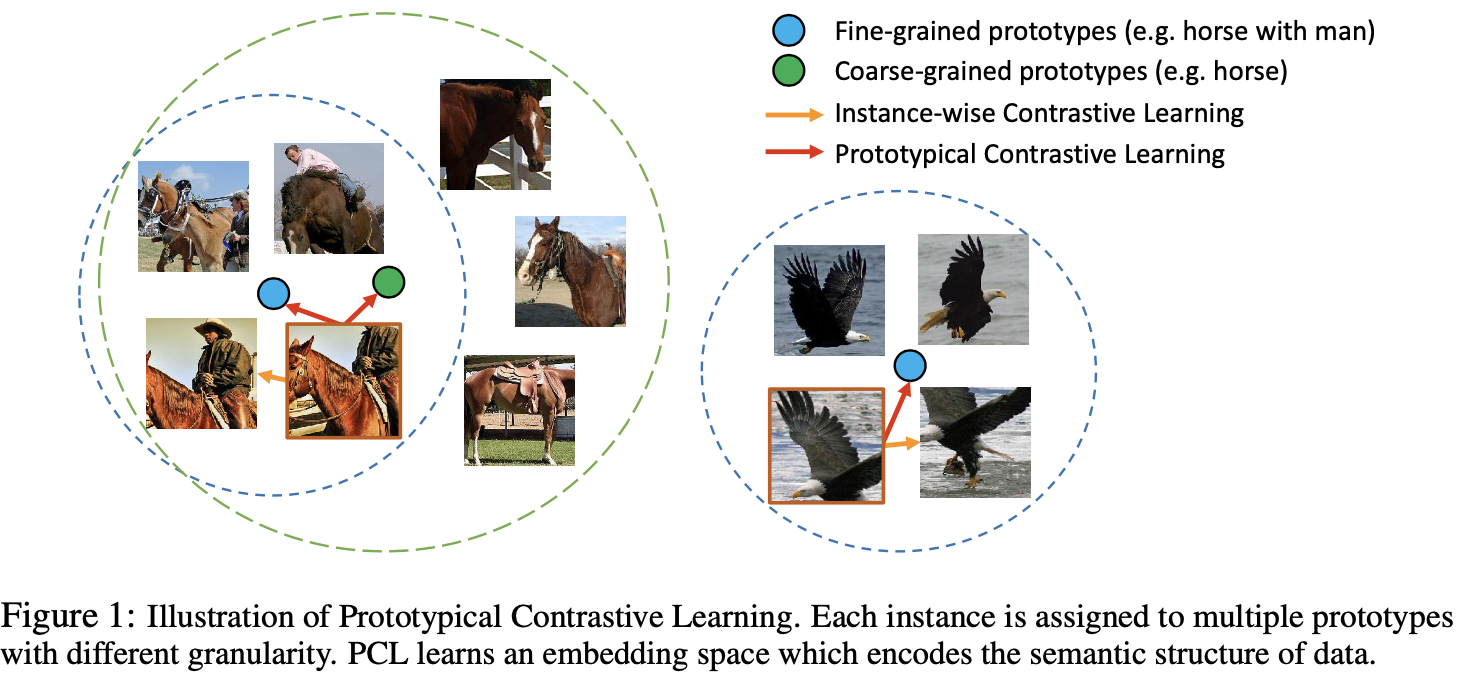 Fine-grained prototypes (e.g. horse with man)
Coarse-grained prototypes (e.g. horse)
Instance-wise Contrastive Learning
Prototypical Contrastive Learning
Figure 1: Illustration of Prototypical Contrastive Learning. Each instance is assigned to multiple prototypes
with different granularity. PCL learns an embedding space which encodes the semantic structure of data.